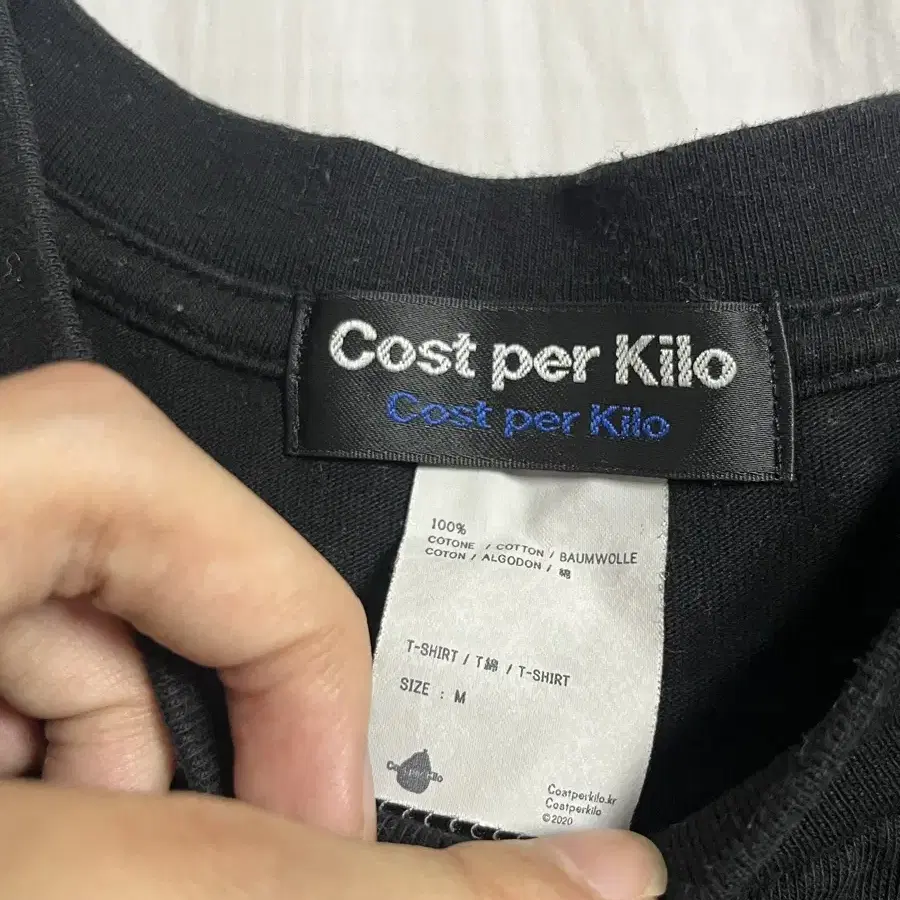 Cost per Kilo
Cost per Kilo
100%
COTONE / COTTON / BAUMWOLLE
COTON / ALGODON / 綿
T-SHIRT / T綿 / T-SHIRT
SIZE : M
Costperkilo.kr
Costperkilo
©2020